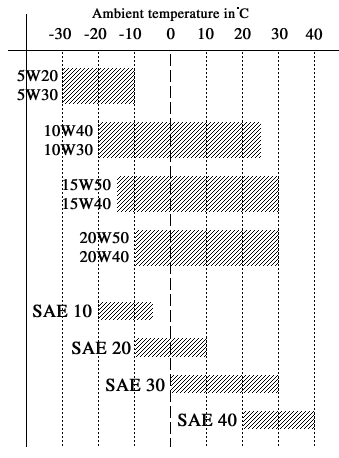 Ambient temperature in °C
-30 -20 -10 0 10 20 30 40
5W20
5W30
10W40
10W30
15W50
15W40
20W50
20W40
SAE 10
SAE 20
SAE 30
SAE 40